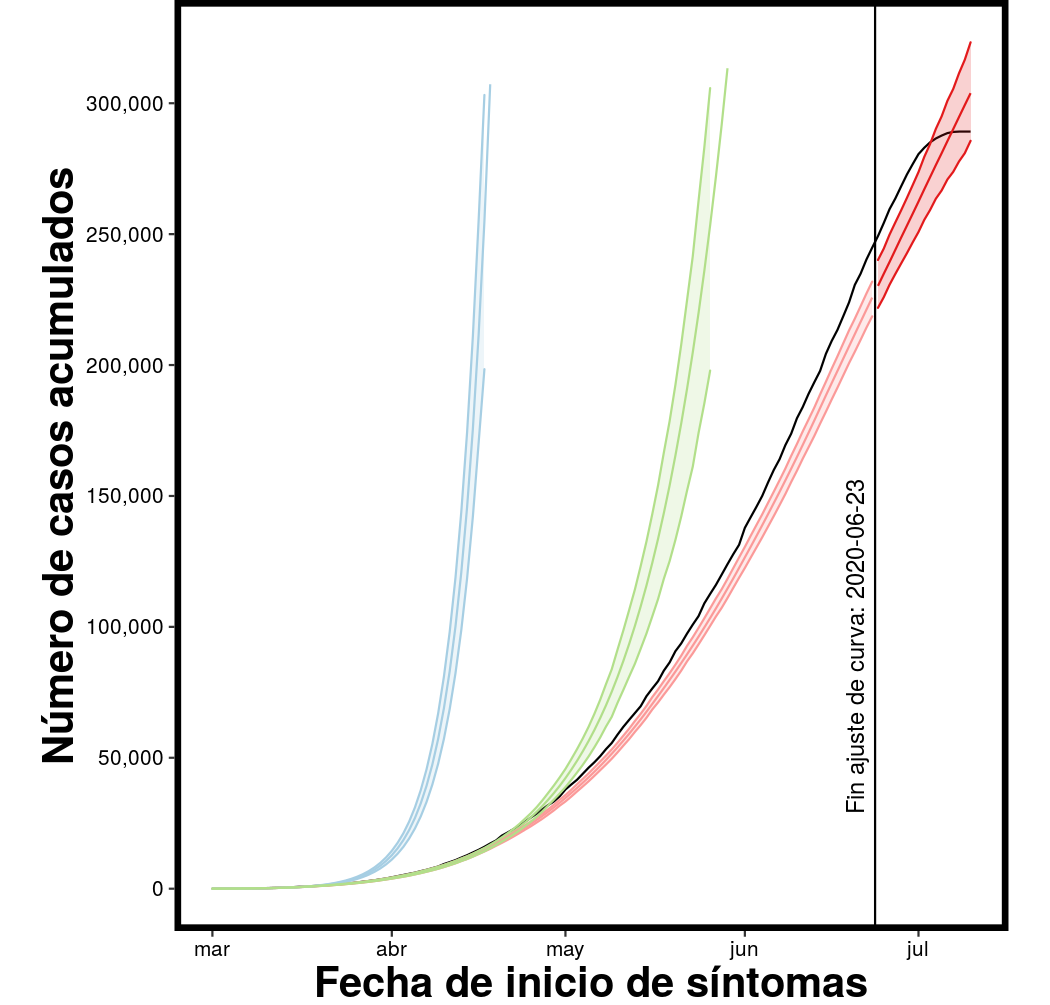 Número de casos acumulados
300,000
250,000
200,000
150,000
100,000
50,000
0
Fin ajuste de curva: 2020-06-23
mar
abr
may
jun
jul
Fecha de inicio de síntomas